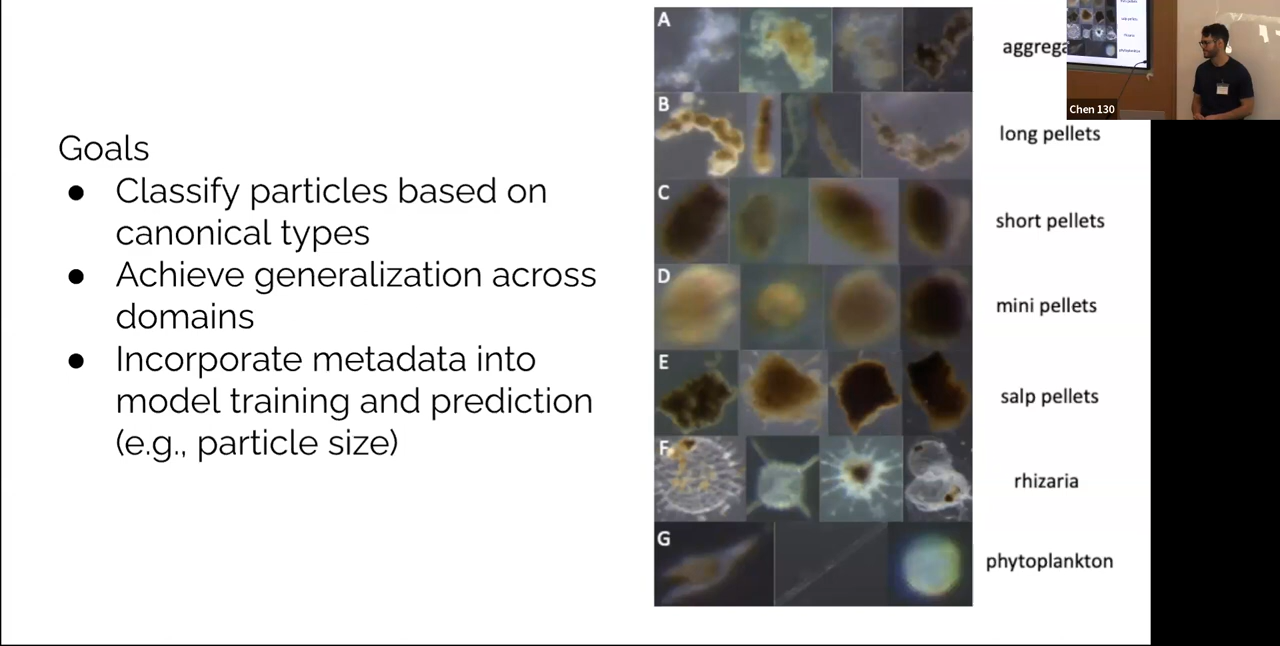 Goals
● Classify particles based on
canonical types
● Achieve generalization across
domains
● Incorporate metadata into
model training and prediction
(e.g., particle size)
A
B
long pellets
C
short pellets
D
mini pellets
E
salp pellets
F
rhizaria
G
phytoplankton
Chen 130